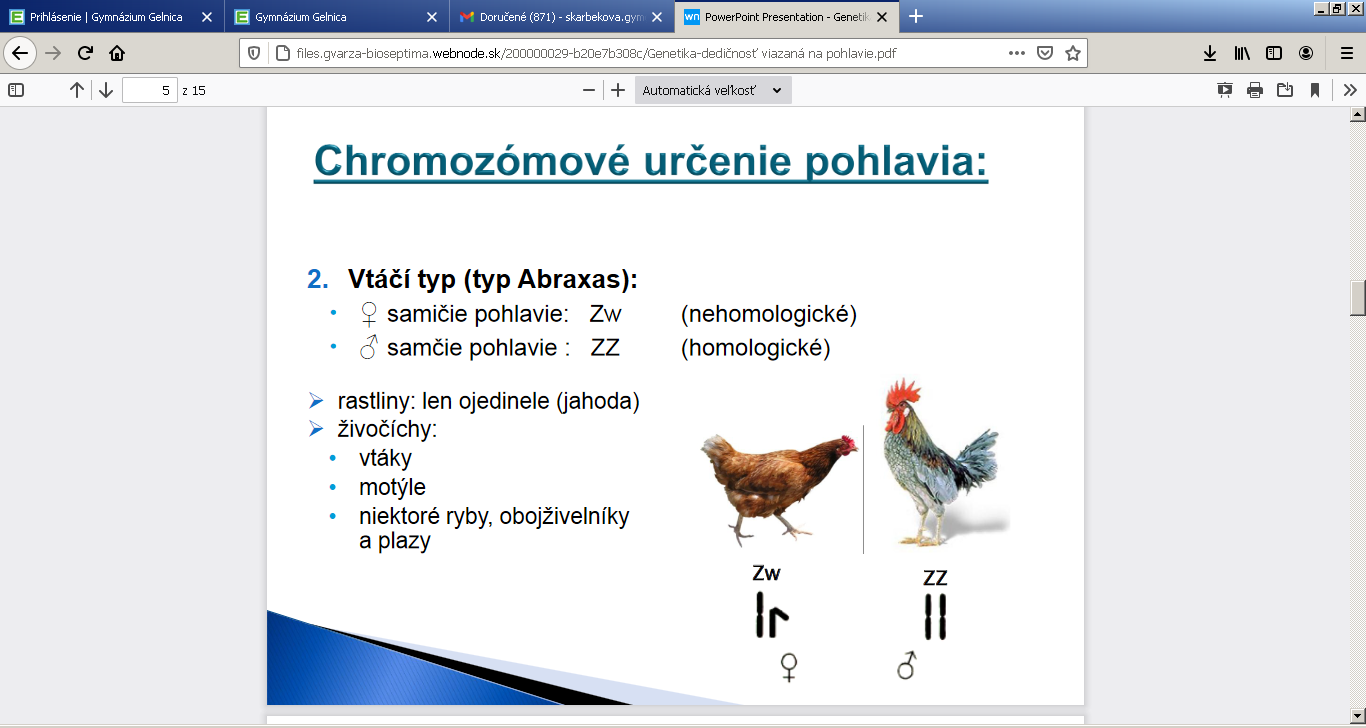 Prihlásenie | Gymnázium Gelnica
Gymnázium Gelnica
Doručené (871) - skarbekova.gym
PowerPoint Presentation - Genetik
files.gvarza-bioseptima.webnode.sk/200000029-b20e7b308c/Genetika-dedičnosť viazaná na pohlavie.pdf
5 z 15
Automatická veľkosť
Chromozómové určenie pohlavia:
2. Vtáčí typ (typ Abraxas):
• ♀ samičie pohlavie: Zw (nehomologické)
• ♂ samčie pohlavie : ZZ (homologické)
➢ rastliny: len ojedinele (jahoda)
➢ živočíchy:
• vtáky
• motýle
• niektoré ryby, obojživelníky
a plazy
Zw
ZZ
♀
♂